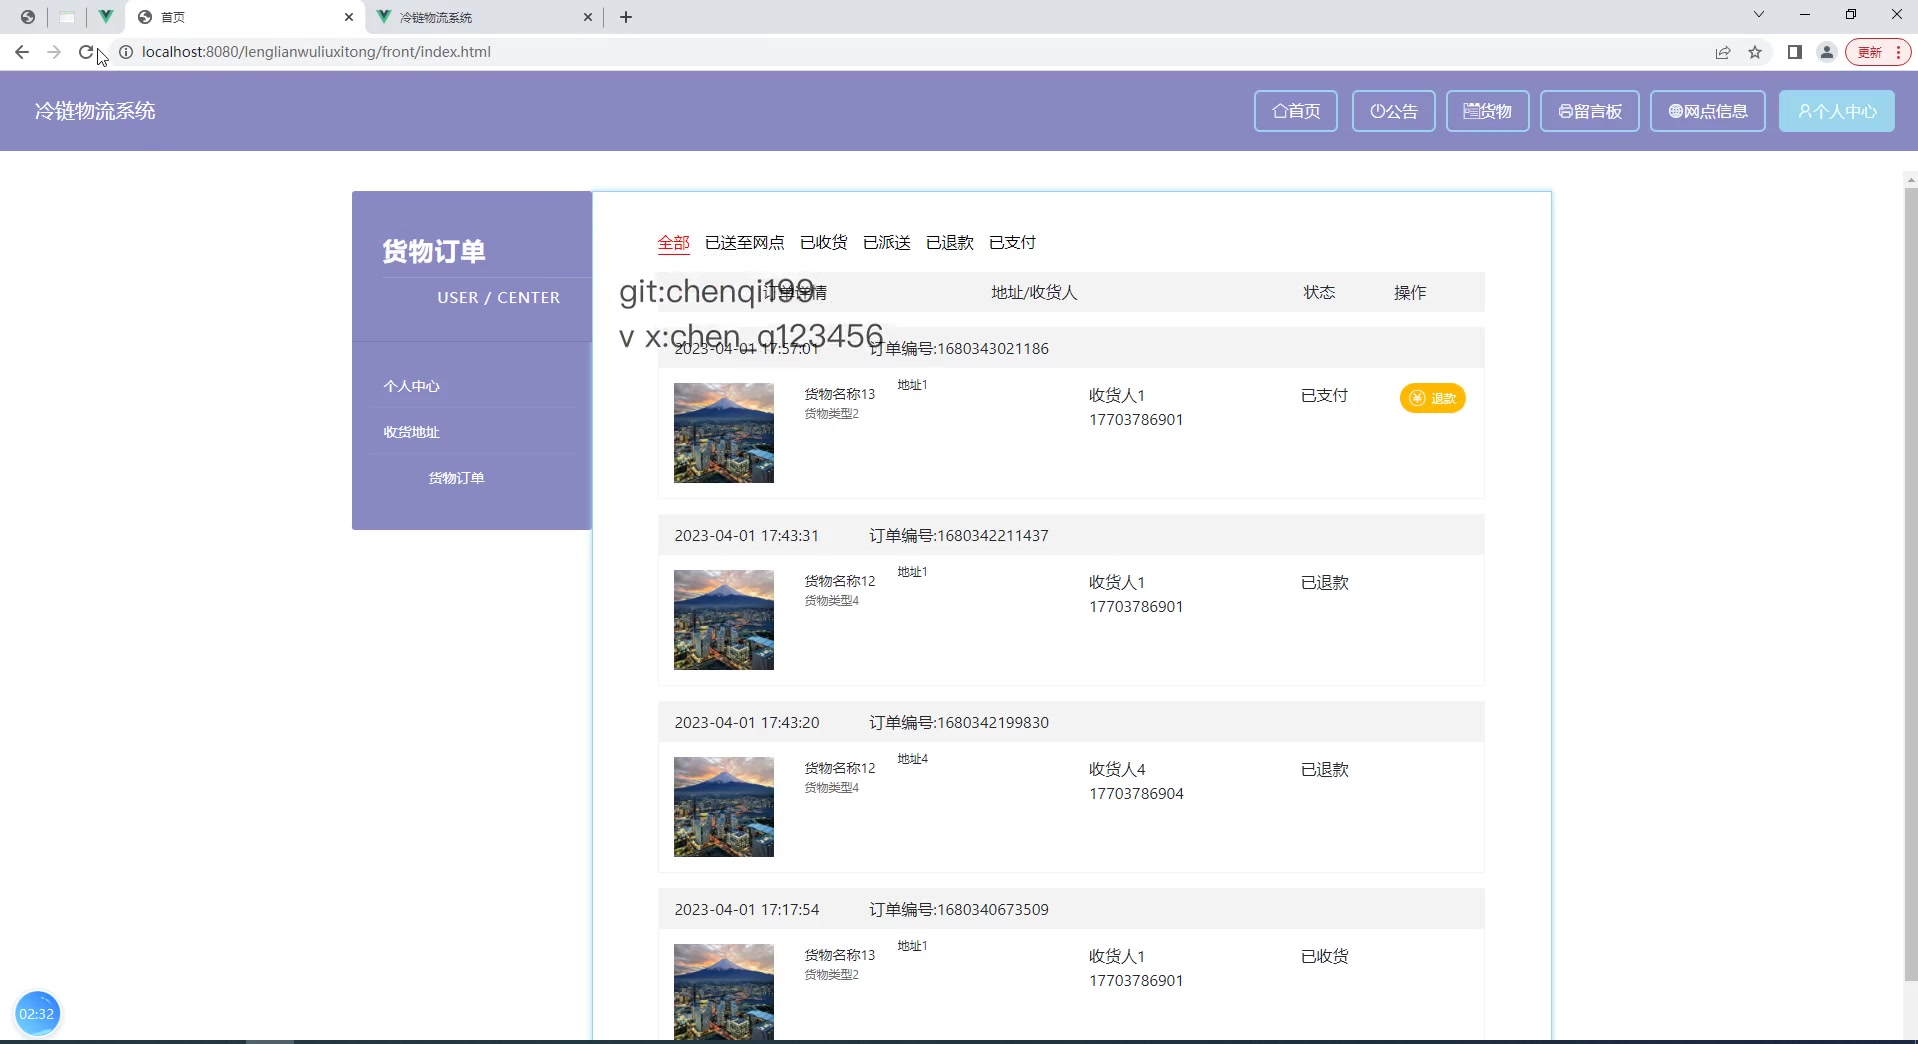 首页
冷链物流系统
localhost:8080/lenglianwuliuxitong/front/index.html
更新
冷链物流系统
首页
公告
货物
留言板
网点信息
个人中心
货物订单
USER / CENTER
个人中心
收货地址
货物订单
全部 已送至网点 已收货 已派送 已退款 已支付
订单详情 地址/收货人 状态 操作
git:chenqi199
v x:chen_q123456
2023-04-01 17:57:01 订单编号:1680343021186
货物名称13 地址1 收货人1 已支付 退款
货物类型2 17703786901
2023-04-01 17:43:31 订单编号:1680342211437
货物名称12 地址1 收货人1 已退款
货物类型4 17703786901
2023-04-01 17:43:20 订单编号:1680342199830
货物名称12 地址4 收货人4 已退款
货物类型4 17703786904
2023-04-01 17:17:54 订单编号:1680340673509
货物名称13 地址1 收货人1 已收货
货物类型2 17703786901
02:32